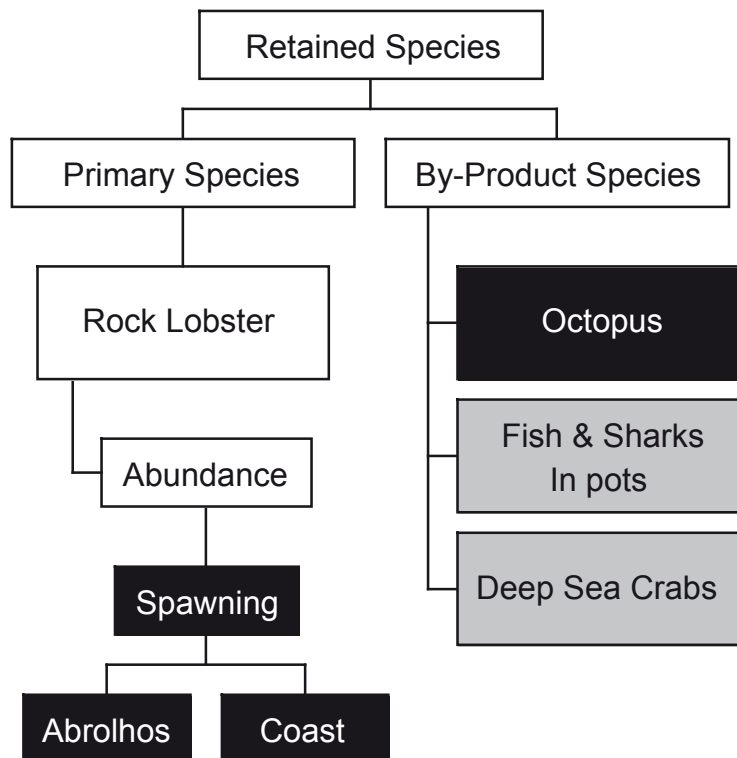 Retained Species
Primary Species
By-Product Species
Rock Lobster
Octopus
Fish & Sharks
In pots
Abundance
Deep Sea Crabs
Spawning
Abrolhos
Coast